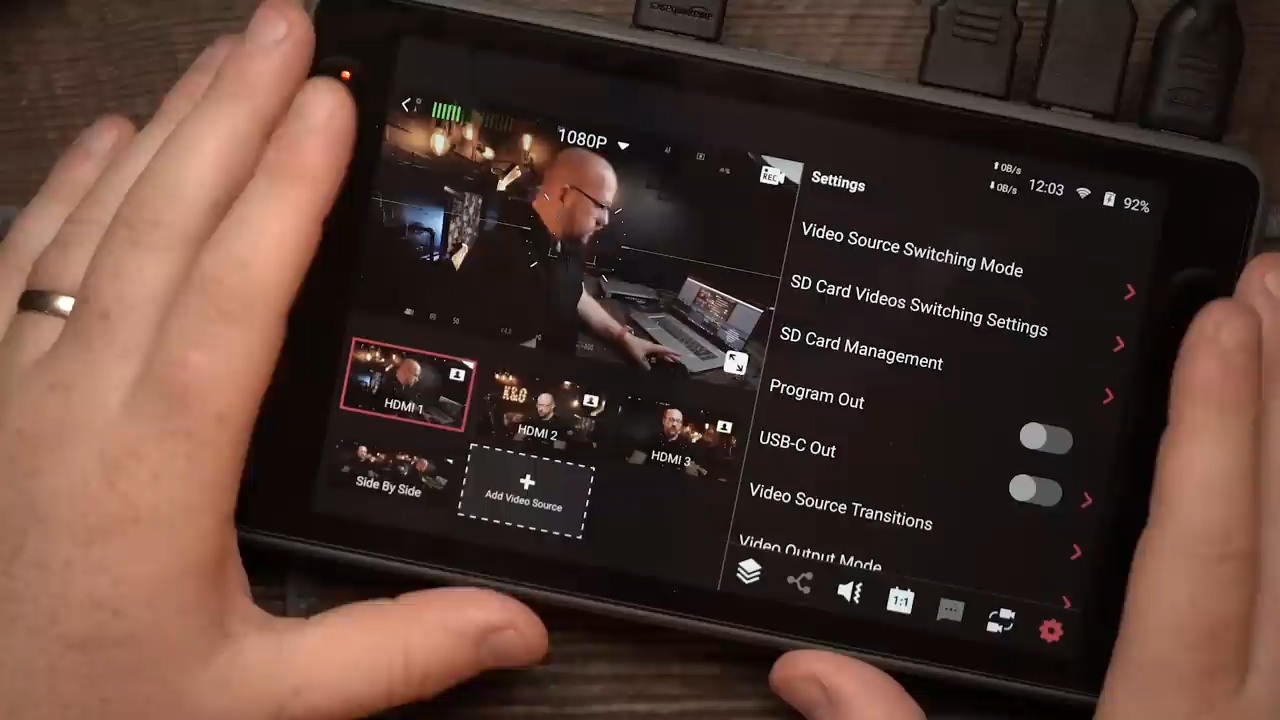 1080P
REC
HDMI 1
K&O
HDMI 2
HDMI 3
Side By Side
+
Add Video Source
Settings
0B/s
0B/s
12:03
92%
Video Source Switching Mode
SD Card Videos Switching Settings
SD Card Management
Program Out
USB-C Out
Video Source Transitions
Video Output Mode
1:1